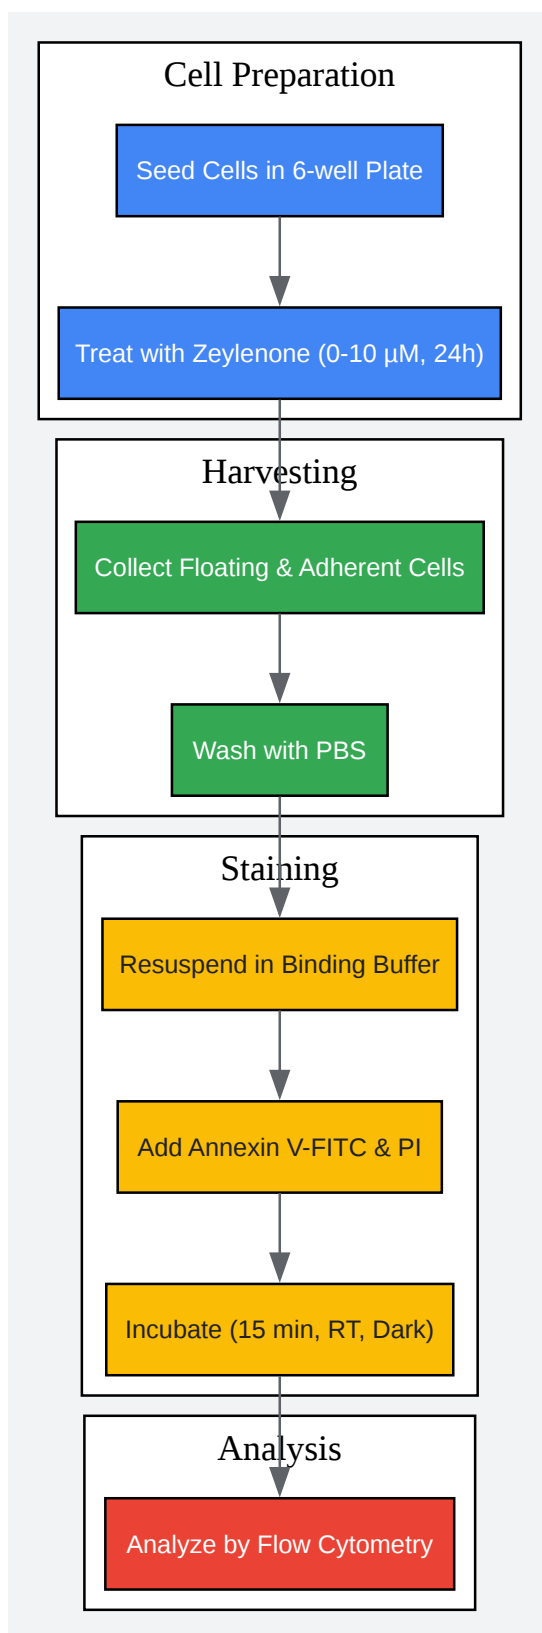 Cell Preparation
Seed Cells in 6-well Plate
Treat with Zeylenone (0-10 µM, 24h)
Harvesting
Collect Floating & Adherent Cells
Wash with PBS
Staining
Resuspend in Binding Buffer
Add Annexin V-FITC & PI
Incubate (15 min, RT, Dark)
Analysis
Analyze by Flow Cytometry